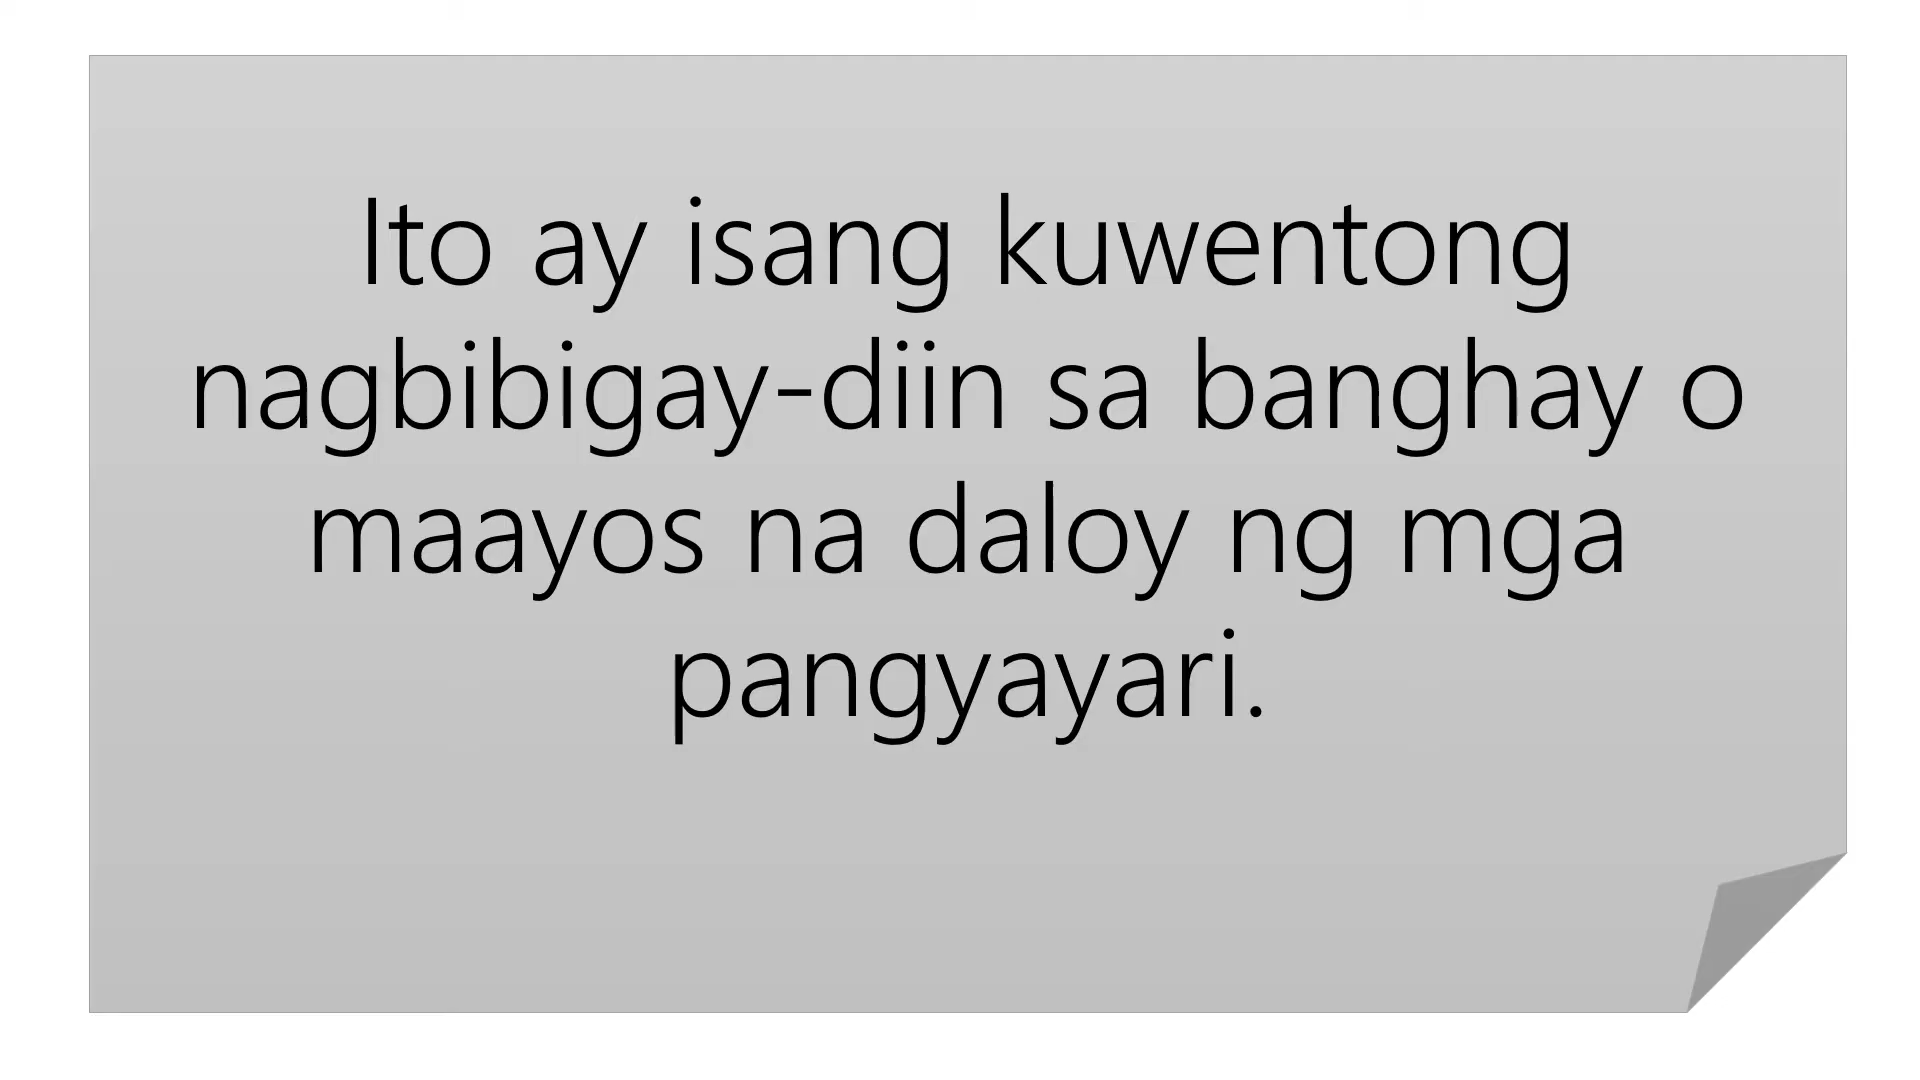 Ito ay isang kuwentong
nagbibigay-diin sa banghay o
maayos na daloy ng mga
pangyayari.